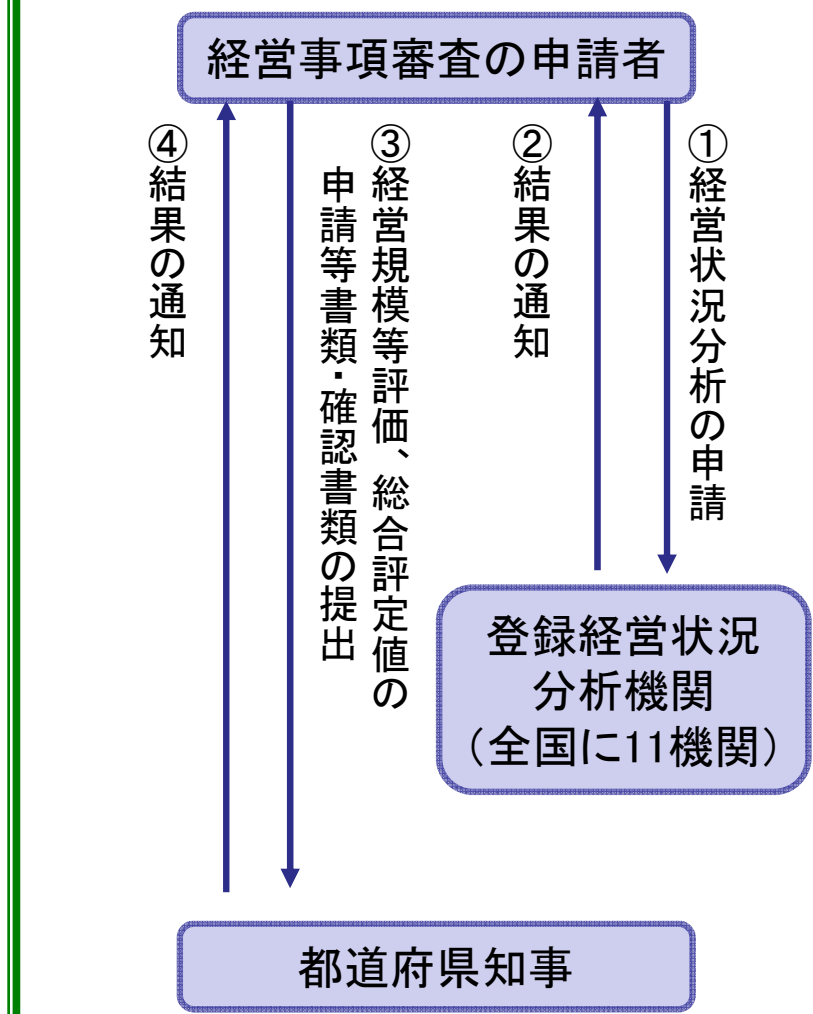 経営事項審査の申請者
①経営状況分析の申請
②結果の通知
③経営規模等評価、総合評定値の
申請等書類・確認書類の提出
④結果の通知
登録経営状況
分析機関
（全国に11機関）
都道府県知事